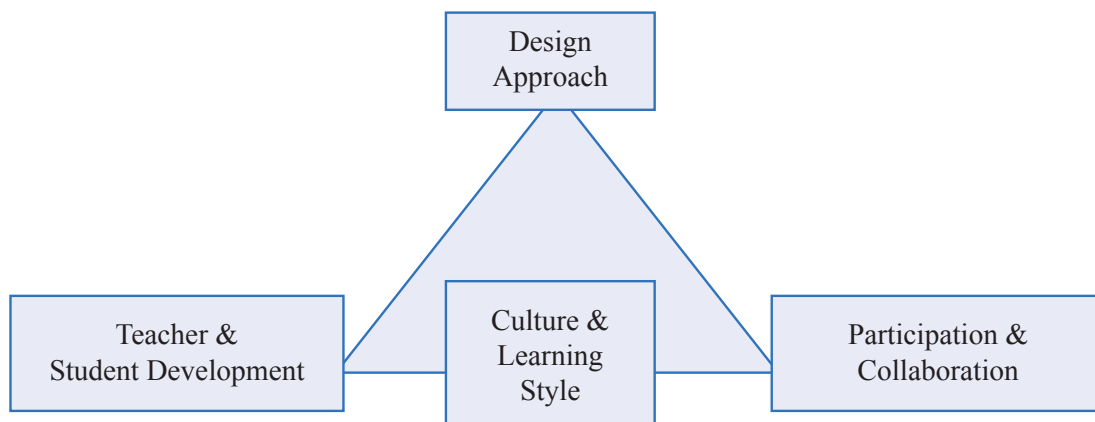 Design
Approach
Teacher &
Student Development
Culture &
Learning
Style
Participation &
Collaboration